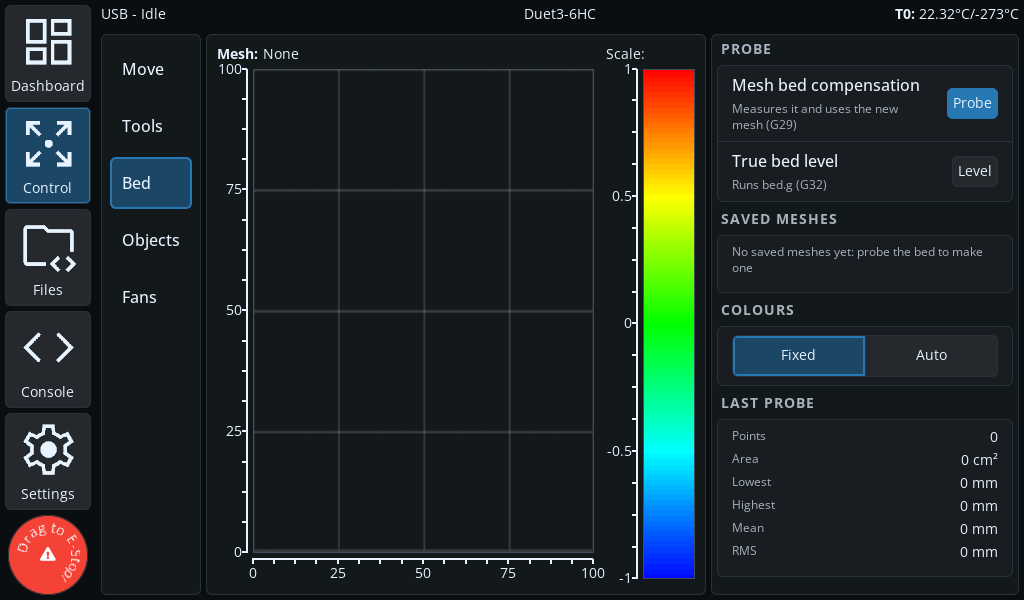 USB - Idle
Duet3-6HC
T0: 22.32°C/-273°C
Dashboard
Control
Files
Console
Settings
Drag to E-Stop!
Move
Tools
Bed
Objects
Fans
Mesh: None
100
75
50
25
0
0
25
50
75
100
Scale:
1
0.5
0
-0.5
-1
PROBE
Mesh bed compensation
Measures it and uses the new
mesh (G29)
Probe
True bed level
Runs bed.g (G32)
Level
SAVED MESHES
No saved meshes yet: probe the bed to make
one
COLOURS
Fixed
Auto
LAST PROBE
Points 0
Area 0 cm²
Lowest 0 mm
Highest 0 mm
Mean 0 mm
RMS 0 mm